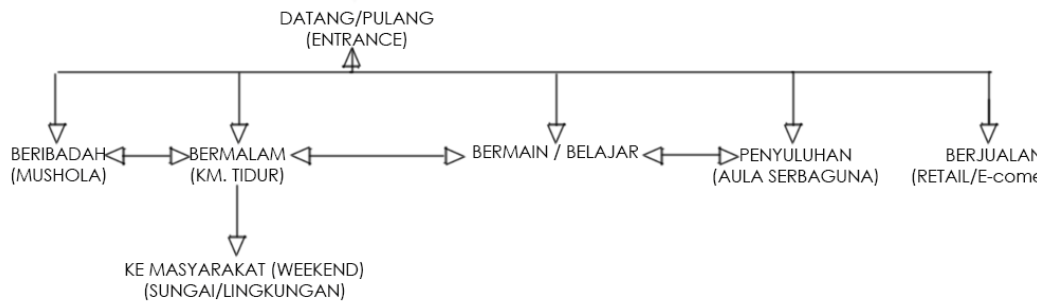 DATANG/PULANG
(ENTRANCE)
BERIBADAH
(MUSHOLA)
BERMALAM
(KM. TIDUR)
BERMAIN / BELAJAR
PENYULUHAN
(AULA SERBAGUNA)
BERJUALAN
(RETAIL/E-come
KE MASYARAKAT (WEEKEND)
(SUNGAI/LINGKUNGAN)